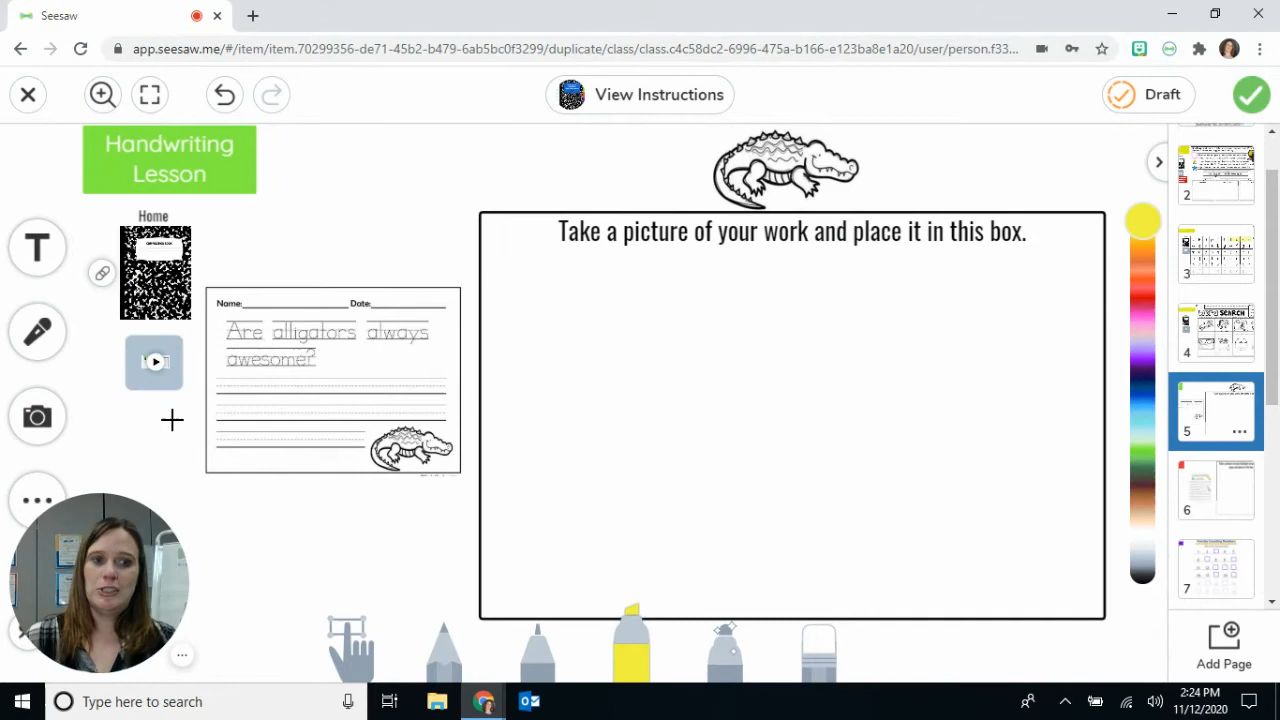 Seesaw
app.seesaw.me/#/item/item.70299356-de71-45b2-b479-6ab5bc0f3299/duplicate/class/class.c4c58dc2-6996-475a-b166-e123ba8e1a20/user/person.f33...
View Instructions
Draft
Handwriting
Lesson
Home
T
Take a picture of your work and place it in this box.
Name: Date:
Are alligators always
awesome?
2
3
4
SEARCH
5
6
7
Add Page
Type here to search
2:24 PM
11/12/2020